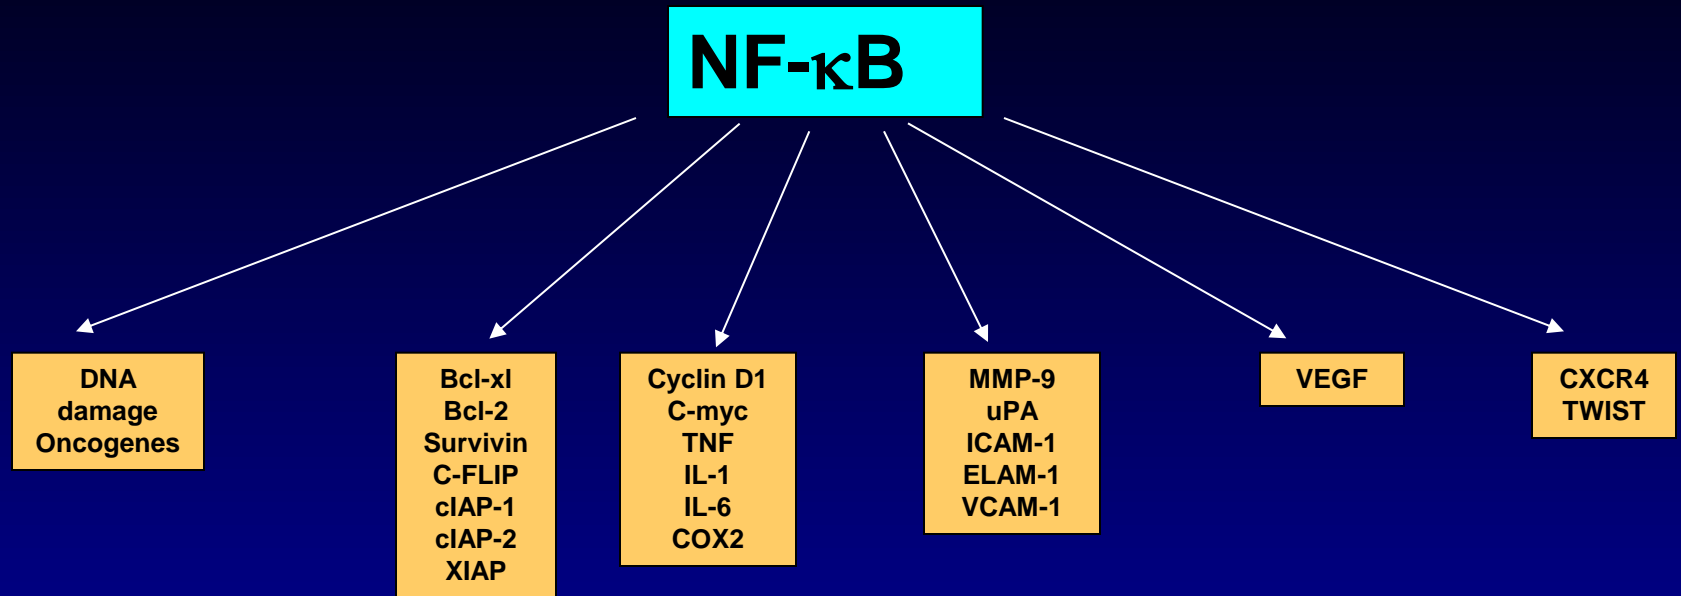 NF-κB
DNA
damage
Oncogenes
Bcl-xl
Bcl-2
Survivin
C-FLIP
cIAP-1
cIAP-2
XIAP
Cyclin D1
C-myc
TNF
IL-1
IL-6
COX2
MMP-9
uPA
ICAM-1
ELAM-1
VCAM-1
VEGF
CXCR4
TWIST